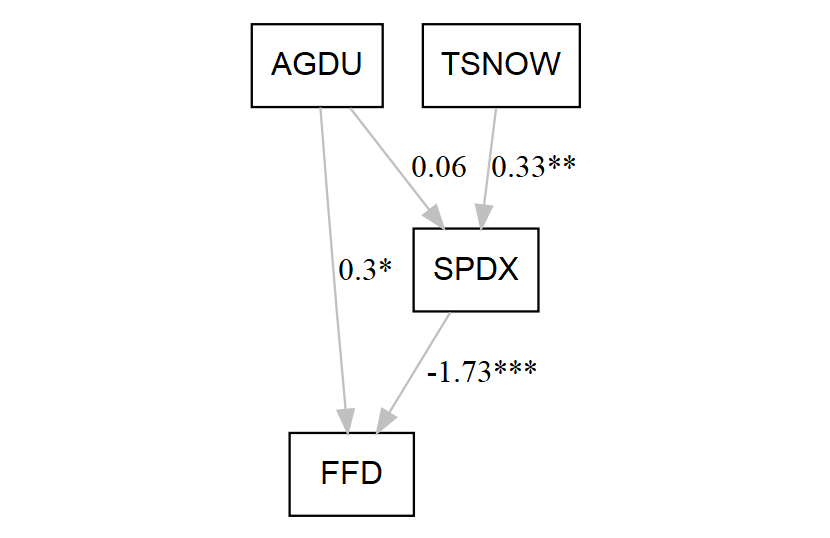 AGDU
TSNOW
0.06
0.33**
0.3*
SPDX
-1.73***
FFD